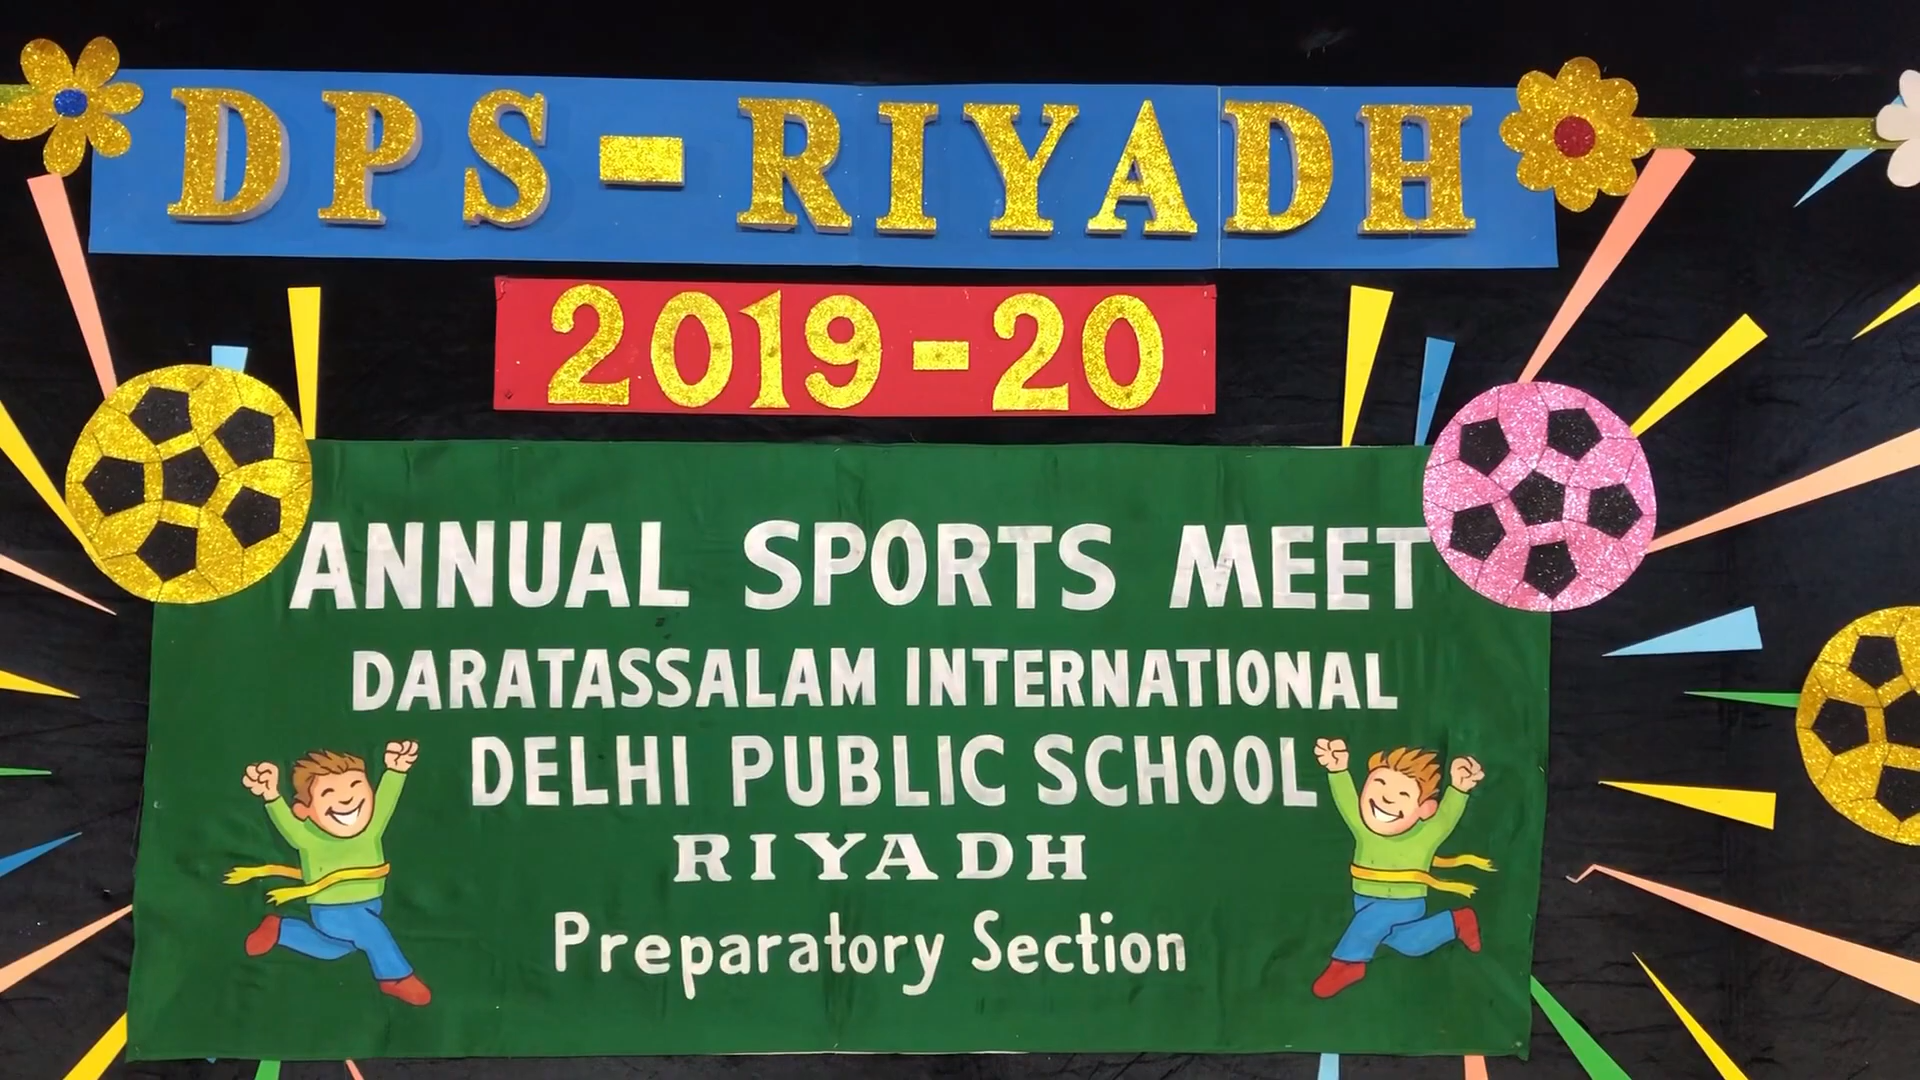 DPS-RIYADH
2019-20
ANNUAL SPORTS MEET
DARATASSALAM INTERNATIONAL
DELHI PUBLIC SCHOOL
RIYADH
Preparatory Section